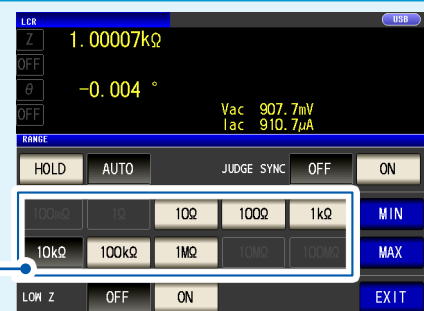 LCR USB
Z 1.00007kΩ
OFF
θ -0.004 °
OFF Vac 907.7mV
Iac 910.7μA
RANGE
HOLD AUTO JUDGE SYNC OFF ON
100mΩ 1Ω 10Ω 100Ω 1kΩ MIN
10kΩ 100kΩ 1MΩ 10MΩ 100MΩ MAX
LOW Z OFF ON EXIT